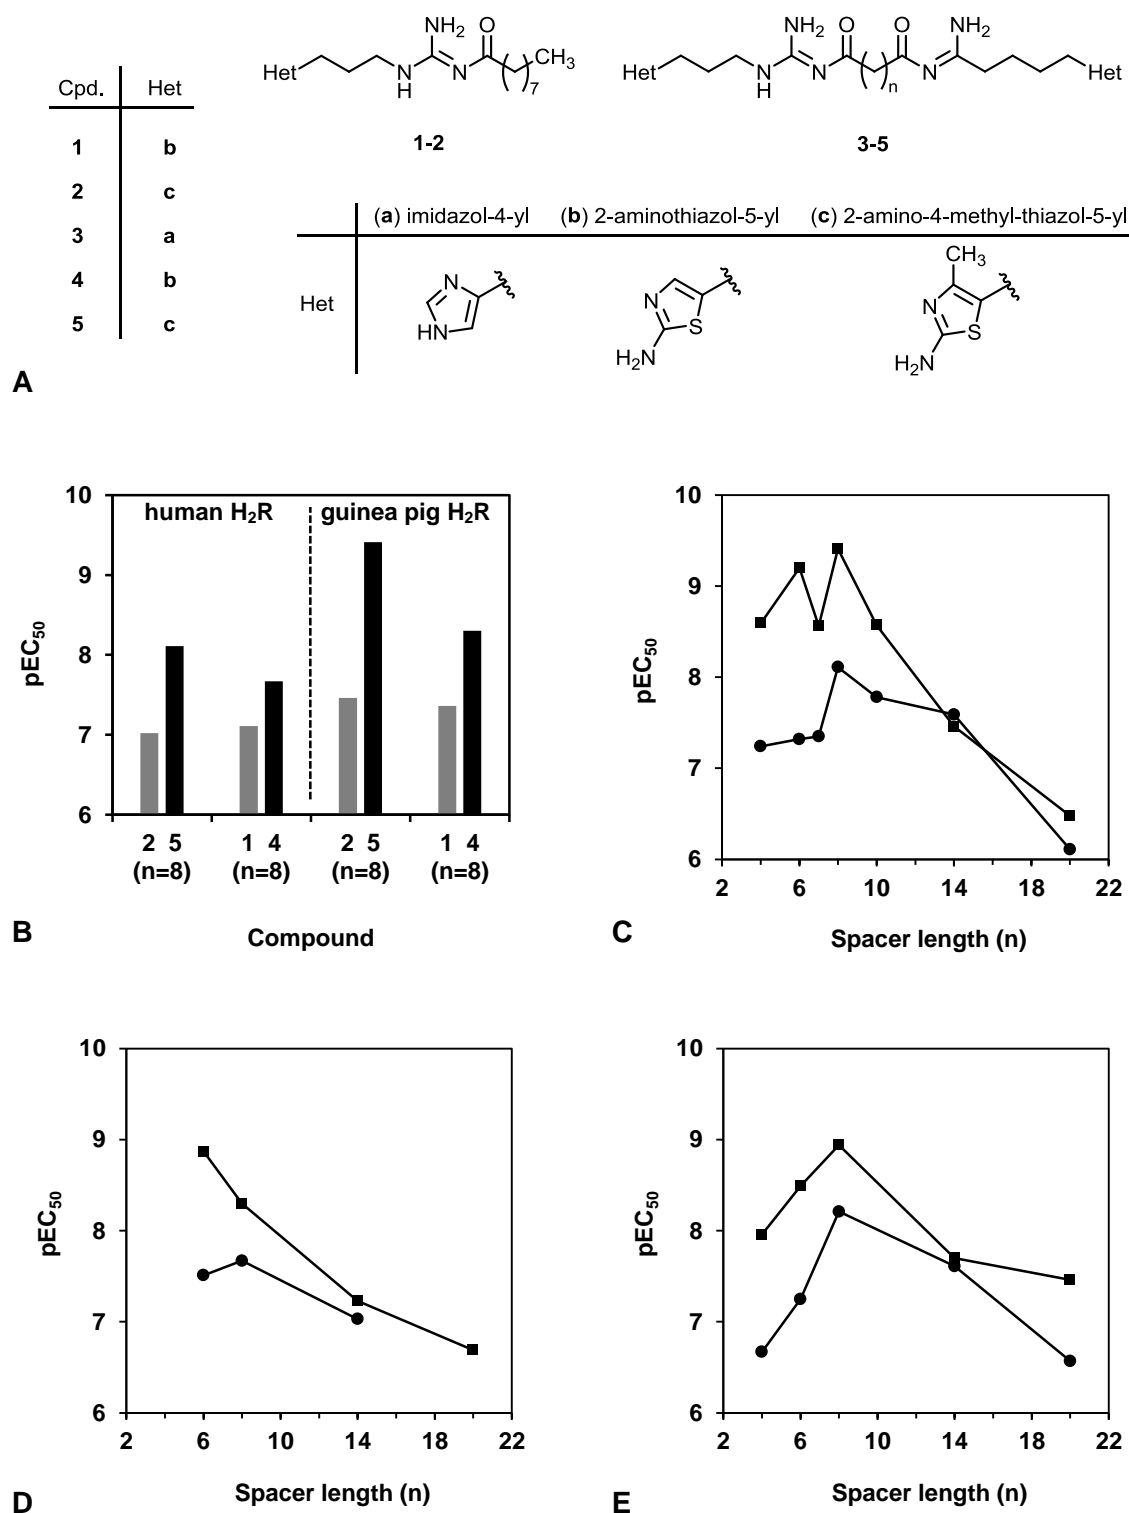 Cpd. Het
1 b
2 c
3 a
4 b
5 c
NH2 O
Het N H N CH3
( ) 7
1-2
NH2 O O NH2
Het N H N ( ) n N Het
3-5
(a) imidazol-4-yl (b) 2-aminothiazol-5-yl (c) 2-amino-4-methyl-thiazol-5-yl
Het
N HN
N S H2N
CH3 N S H2N
A
human H2R guinea pig H2R
10
9
8
7
6
pEC50
2 5 1 4 2 5 1 4
(n=8) (n=8) (n=8) (n=8)
Compound
B
10
9
8
7
6
pEC50
2 6 10 14 18 22
Spacer length (n)
C
10
9
8
7
6
pEC50
2 6 10 14 18 22
Spacer length (n)
D
10
9
8
7
6
pEC50
2 6 10 14 18 22
Spacer length (n)
E